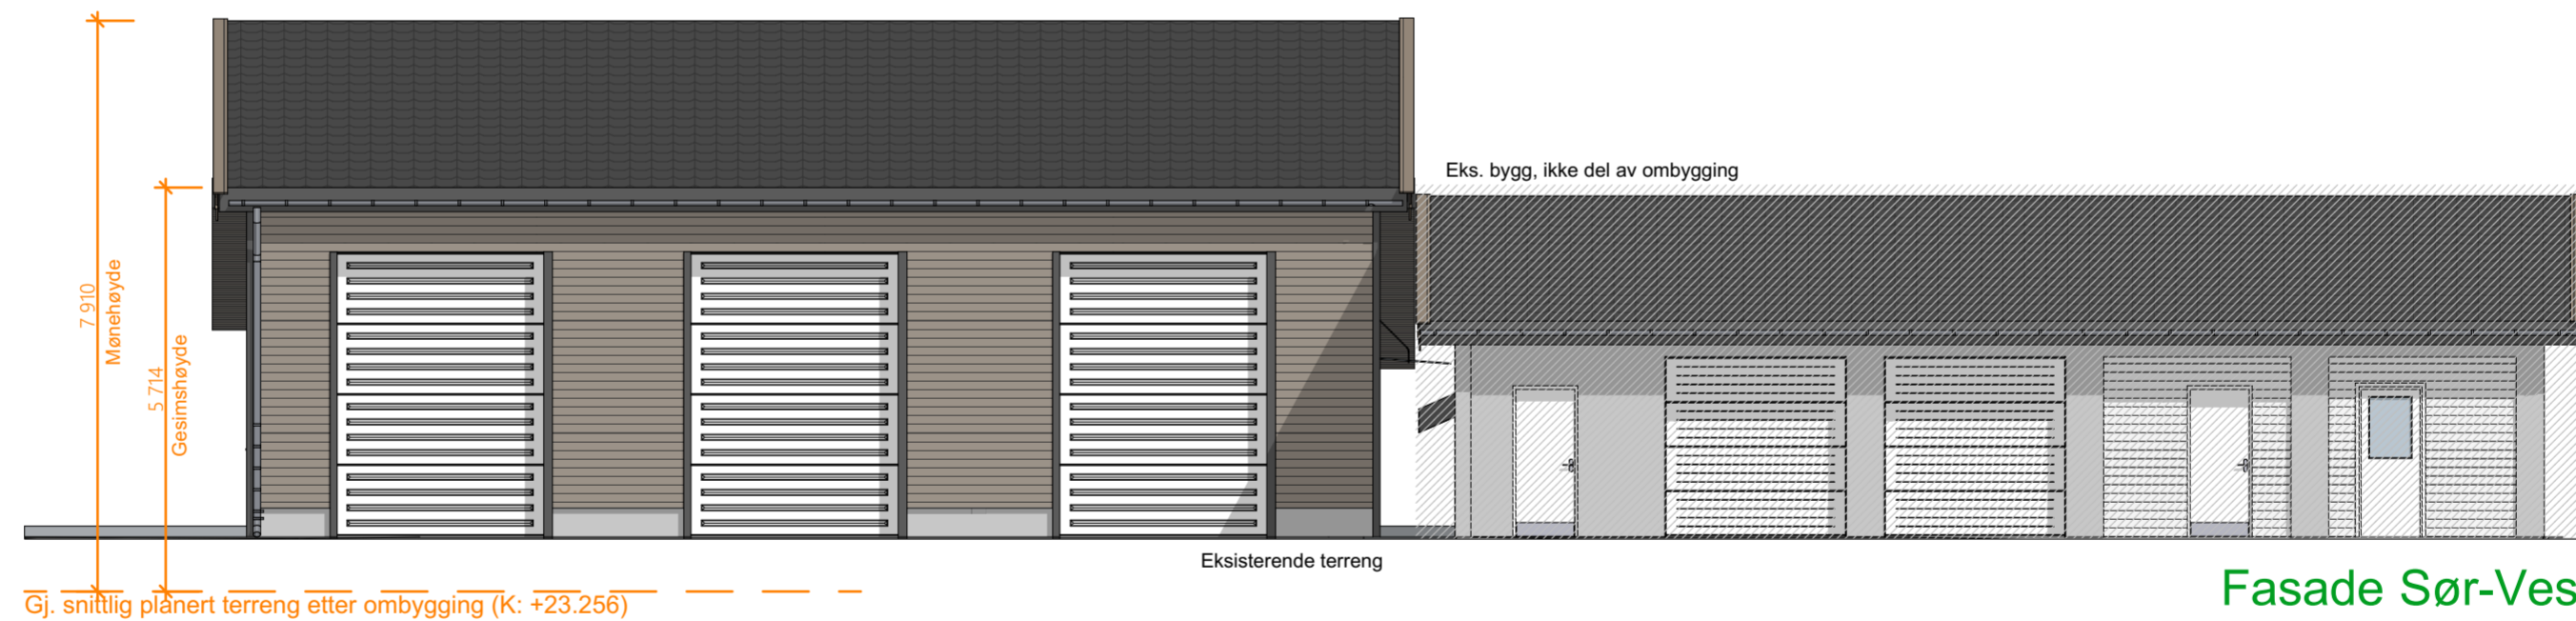 7 910
Mønehøyde
5 714
Gesimshøyde
Eks. bygg, ikke del av ombygging
Eksisterende terreng
Gj. snittlig planert terreng etter ombygging (K: +23.256)
Fasade Sør-Ves